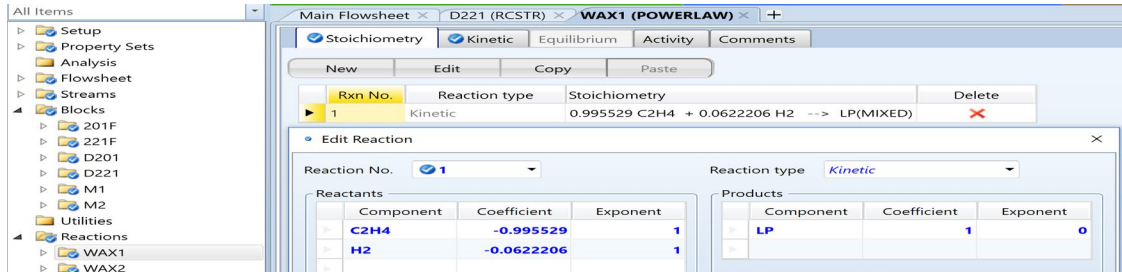 All Items
Main Flowsheet × D221 (RCSTR) × WAX1 (POWERLAW) × +
Setup
Property Sets
Analysis
Flowsheet
Streams
Blocks
201F
221F
D201
D221
M1
M2
Utilities
Reactions
WAX1
WAX2
Stoichiometry Kinetic Equilibrium Activity Comments
New Edit Copy Paste
Rxn No. Reaction type Stoichiometry Delete
1 Kinetic 0.995529 C2H4 + 0.0622206 H2 --> LP(MIXED)
Edit Reaction ×
Reaction No. 1 Reaction type Kinetic
Reactants
Component Coefficient Exponent
C2H4 -0.995529 1
H2 -0.0622206 1
Products
Component Coefficient Exponent
LP 1 0